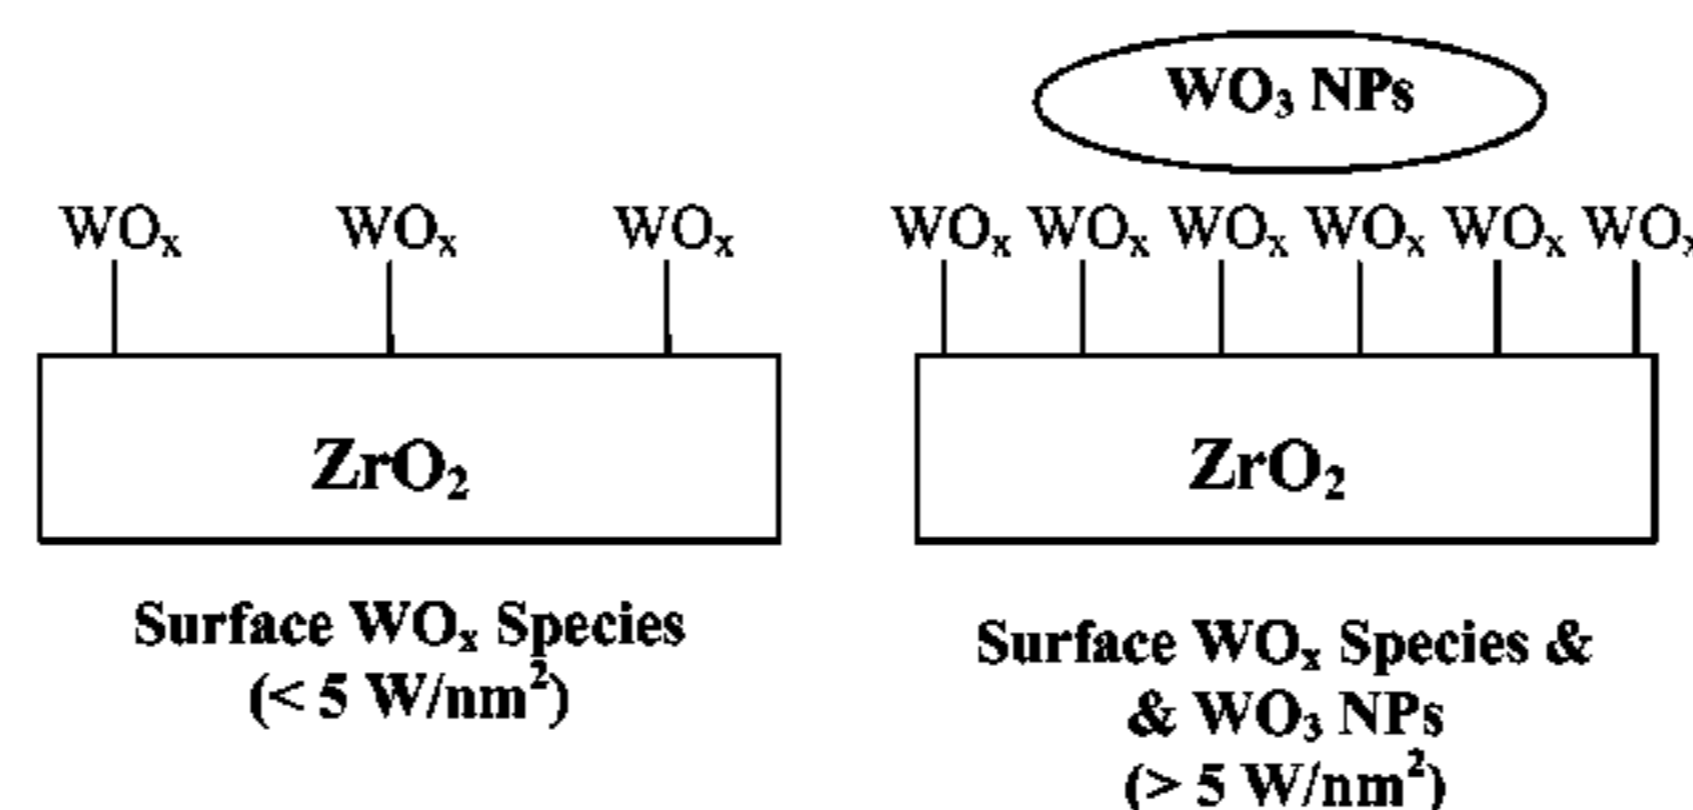 WO₃ NPs
WOₓ WOₓ WOₓ
WOₓ WOₓ WOₓ WOₓ WOₓ WOₓ
ZrO₂
ZrO₂
Surface WOₓ Species
(< 5 W/nm²)
Surface WOₓ Species &
& WO₃ NPs
(> 5 W/nm²)